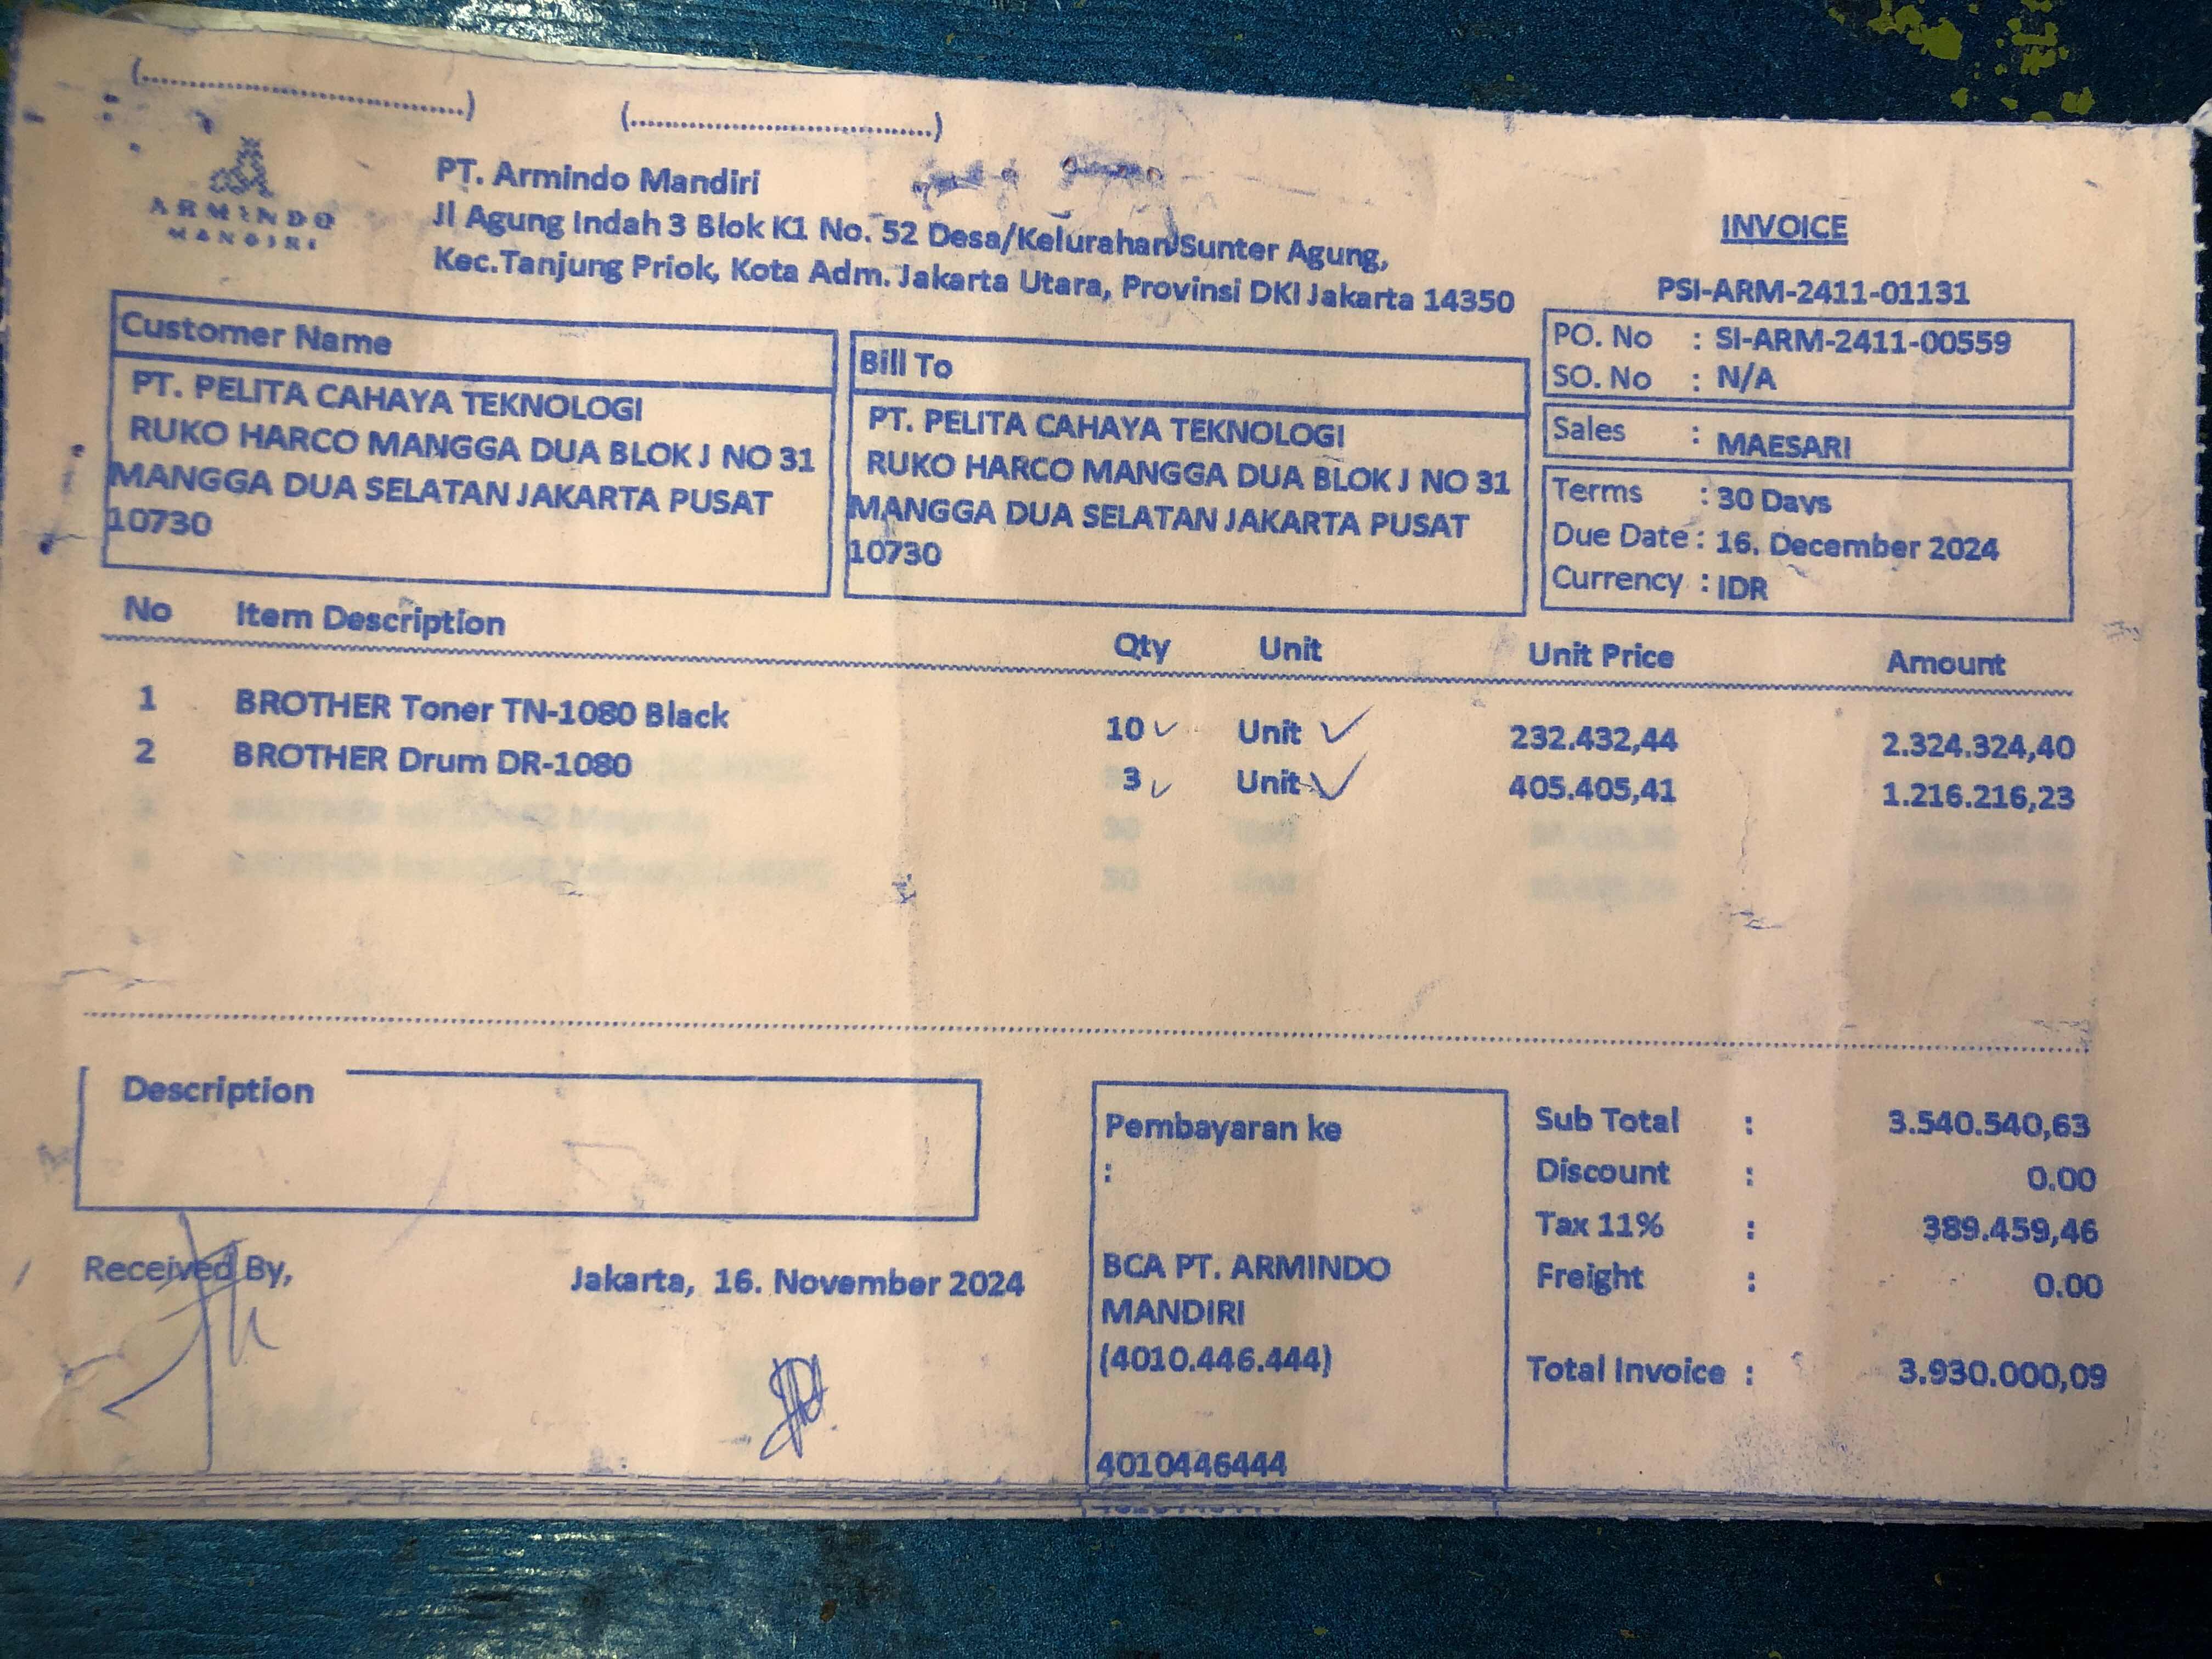 (................................)
(................................)
ARMINDO
MANDIRI
PT. Armindo Mandiri
Jl Agung Indah 3 Blok K1 No. 52 Desa/Kelurahan Sunter Agung,
Kec.Tanjung Priok, Kota Adm. Jakarta Utara, Provinsi DKI Jakarta 14350
INVOICE
PSI-ARM-2411-01131
Customer Name
PT. PELITA CAHAYA TEKNOLOGI
RUKO HARCO MANGGA DUA BLOK J NO 31
MANGGA DUA SELATAN JAKARTA PUSAT
10730
Bill To
PT. PELITA CAHAYA TEKNOLOGI
RUKO HARCO MANGGA DUA BLOK J NO 31
MANGGA DUA SELATAN JAKARTA PUSAT
10730
PO. No : SI-ARM-2411-00559
SO. No : N/A
Sales : MAESARI
Terms : 30 Days
Due Date : 16. December 2024
Currency : IDR
No Item Description Qty Unit Unit Price Amount
1 BROTHER Toner TN-1080 Black 10 Unit 232.432,44 2.324.324,40
2 BROTHER Drum DR-1080 3 Unit 405.405,41 1.216.216,23
Description
Received By,
Jakarta, 16. November 2024
Pembayaran ke
:
BCA PT. ARMINDO
MANDIRI
(4010.446.444)
4010446444
Sub Total : 3.540.540,63
Discount : 0.00
Tax 11% : 389.459,46
Freight : 0.00
Total Invoice : 3.930.000,09